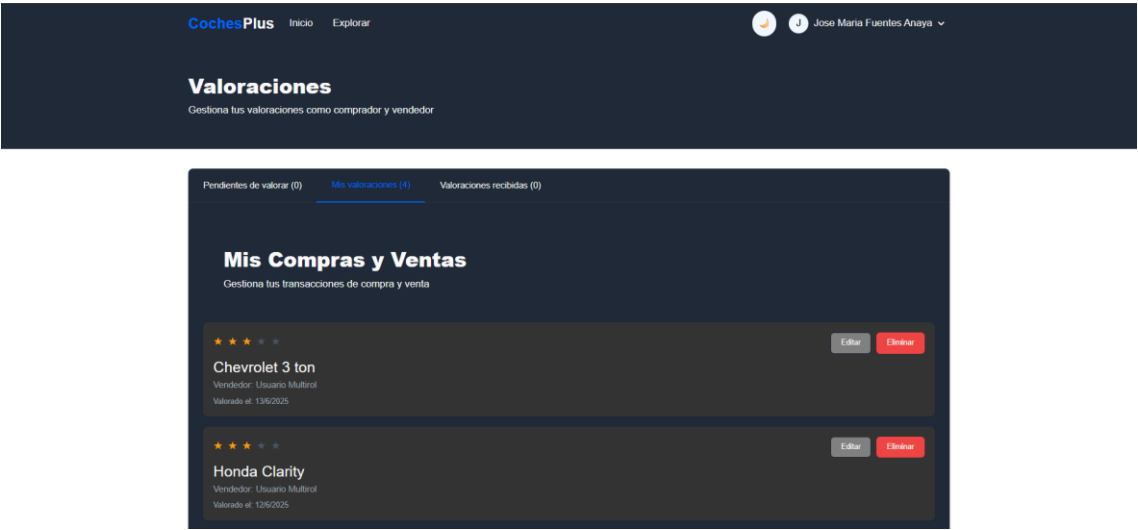 CochesPlus Inicio Explorar J Jose Maria Fuentes Anaya
Valoraciones
Gestiona tus valoraciones como comprador y vendedor
Pendientes de valorar (0) Mis valoraciones (4) Valoraciones recibidas (0)
Mis Compras y Ventas
Gestiona tus transacciones de compra y venta
Editar Eliminar
Chevrolet 3 ton
Vendedor: Usuario Multirol
Valorado el: 13/6/2025
Editar Eliminar
Honda Clarity
Vendedor: Usuario Multirol
Valorado el: 12/6/2025